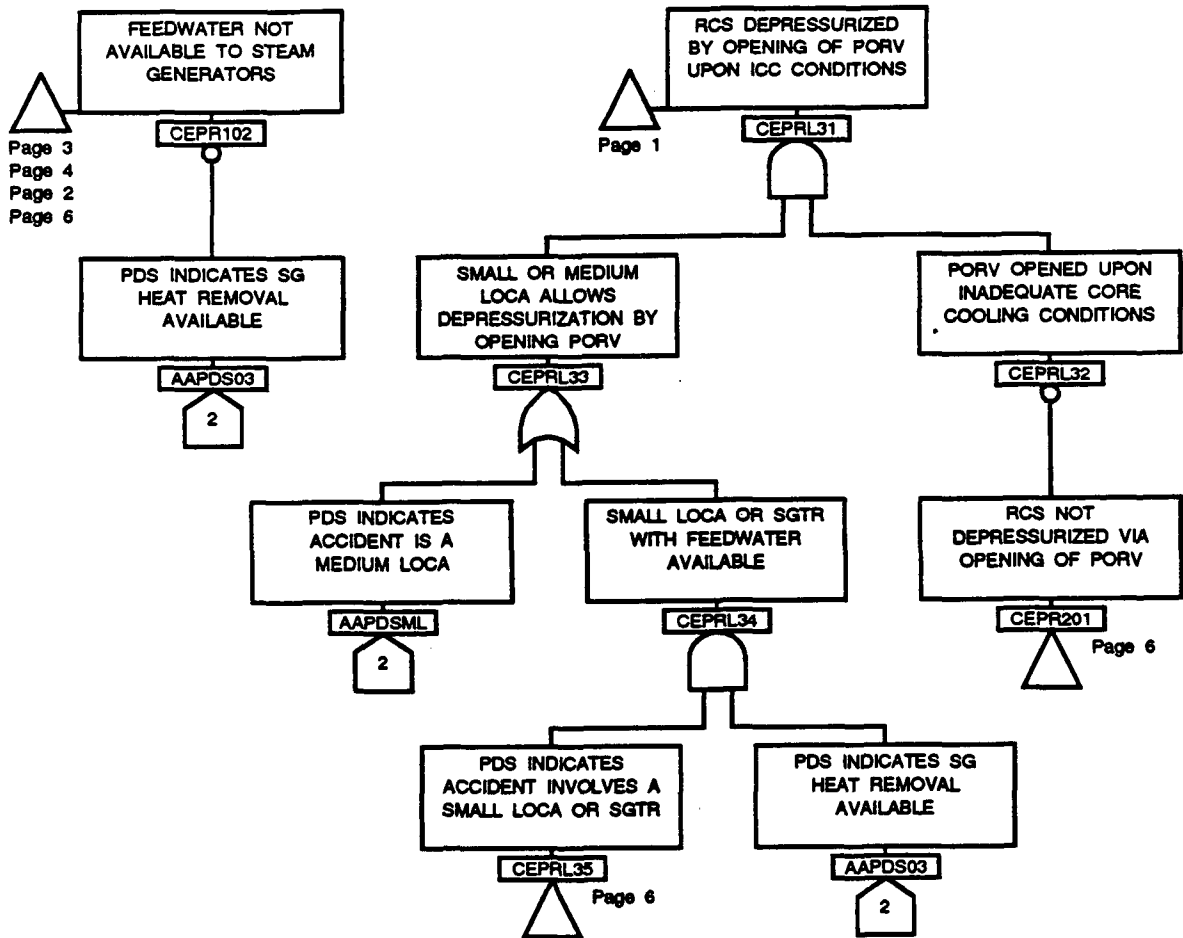 FEEDWATER NOT
AVAILABLE TO STEAM
GENERATORS
CEPR102
Page 3
Page 4
Page 2
Page 6
PDS INDICATES SG
HEAT REMOVAL
AVAILABLE
AAPDS03
2
RCS DEPRESSURIZED
BY OPENING OF PORV
UPON ICC CONDITIONS
CEPRL31
Page 1
SMALL OR MEDIUM
LOCA ALLOWS
DEPRESSURIZATION BY
OPENING PORV
CEPRL33
PORV OPENED UPON
INADEQUATE CORE
COOLING CONDITIONS
CEPRL32
PDS INDICATES
ACCIDENT IS A
MEDIUM LOCA
AAPDSML
2
SMALL LOCA OR SGTR
WITH FEEDWATER
AVAILABLE
CEPRL34
RCS NOT
DEPRESSURIZED VIA
OPENING OF PORV
CEPR201
Page 6
PDS INDICATES
ACCIDENT INVOLVES A
SMALL LOCA OR SGTR
CEPRL35
Page 6
PDS INDICATES SG
HEAT REMOVAL
AVAILABLE
AAPDS03
2